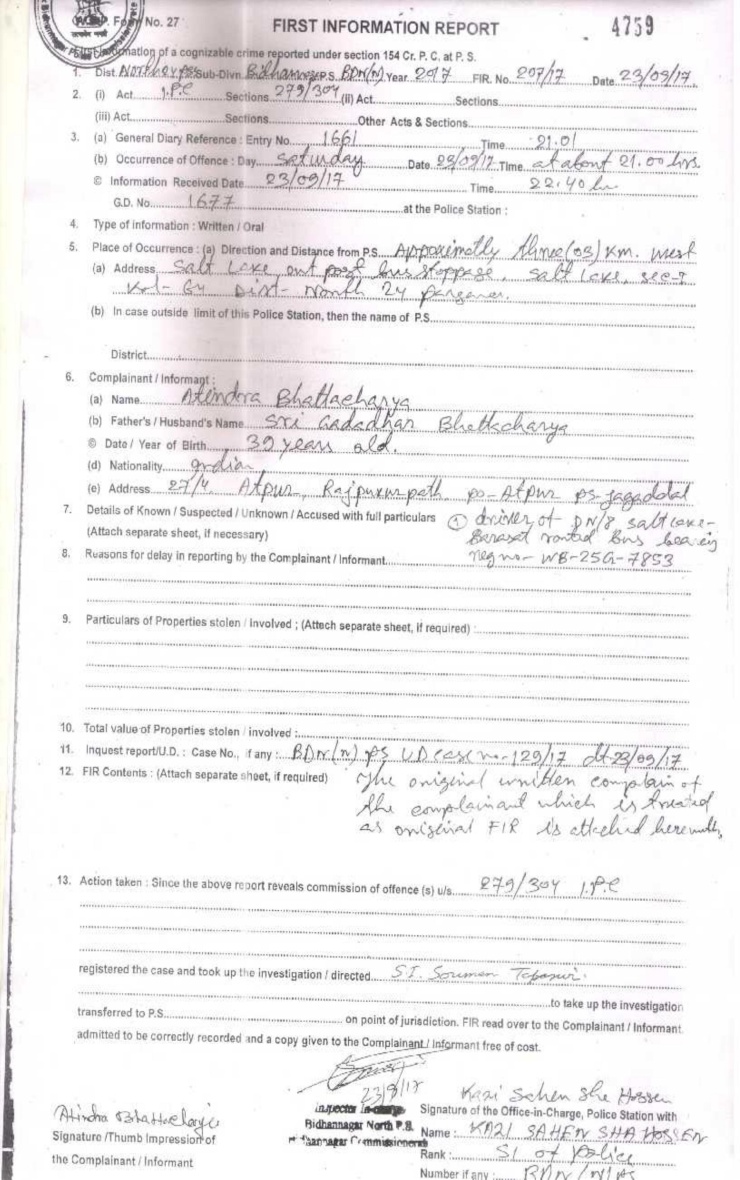 Form No. 27
FIRST INFORMATION REPORT
4759
of a cognizable crime reported under section 154 Cr. P. C. at P. S.
1. Dist. Sub-Divn. Bidhannagar P.S. BDN(N) Year 2017 FIR. No. 207/17 Date 23/09/17
2. (i) Act I.P.C Sections 279/304 (ii) Act Sections
(iii) Act Sections Other Acts & Sections
3. (a) General Diary Reference : Entry No. 1661 Time 21.01
(b) Occurrence of Offence : Day saturday Date 23/09/17 Time at about 21.00 hrs.
© Information Received Date 23/09/17 Time 22.40 hr
G.D. No. 1677 at the Police Station :
4. Type of information : Written / Oral
5. Place of Occurrence : (a) Direction and Distance from P.S. Approximatly three (03) Km. west
(a) Address Salt Lake, out post bus stoppage, Salt Lake, sec-I
Kol- 64 Dist- North 24 parganas.
(b) In case outside limit of this Police Station, then the name of P.S.
District
6. Complainant / Informant :
(a) Name Atindra Bhattacharya
(b) Father's / Husband's Name Sri Gadadhar Bhattacharya
© Date / Year of Birth 39 years old.
(d) Nationality Indian
(e) Address 27/4, Atpur, Rajpukurpath po- Atpur ps- Jagaddal
7. Details of Known / Suspected / Unknown / Accused with full particulars ① driver of DN/8 salt lake-
(Attach separate sheet, if necessary) Barasat routed Bus bearing
8. Reasons for delay in reporting by the Complainant / Informant reg no- WB-25G-7853
9. Particulars of Properties stolen / Involved ; (Attech separate sheet, if required) :
10. Total value of Properties stolen / involved :
11. Inquest report/U.D. : Case No., if any : BDN(N) PS UD case no-129/17 dt-23/09/17
12. FIR Contents : (Attach separate sheet, if required) The original written complain of
the complainant which is treated
as original FIR is attached herewith,
13. Action taken : Since the above report reveals commission of offence (s) u/s. 279/304 I.P.C
registered the case and took up the investigation / directed S.I. Soumen
to take up the investigation
transferred to P.S. on point of jurisdiction. FIR read over to the Complainant / Informant,
admitted to be correctly recorded and a copy given to the Complainant / Informant free of cost.
23/9/17
Inspector In-charge
Bidhannagar North P.S.
Bidhannagar Commissionerate
Atindra Bhattacharya
Signature /Thumb Impression of
the Complainant / Informant
Kazi Sahen Sha Hossen
Signature of the Office-in-Charge, Police Station with
Name : KAZI SAHEN SHA HOSSEN
Rank : SI of Police
Number if any : BDN (N) PS